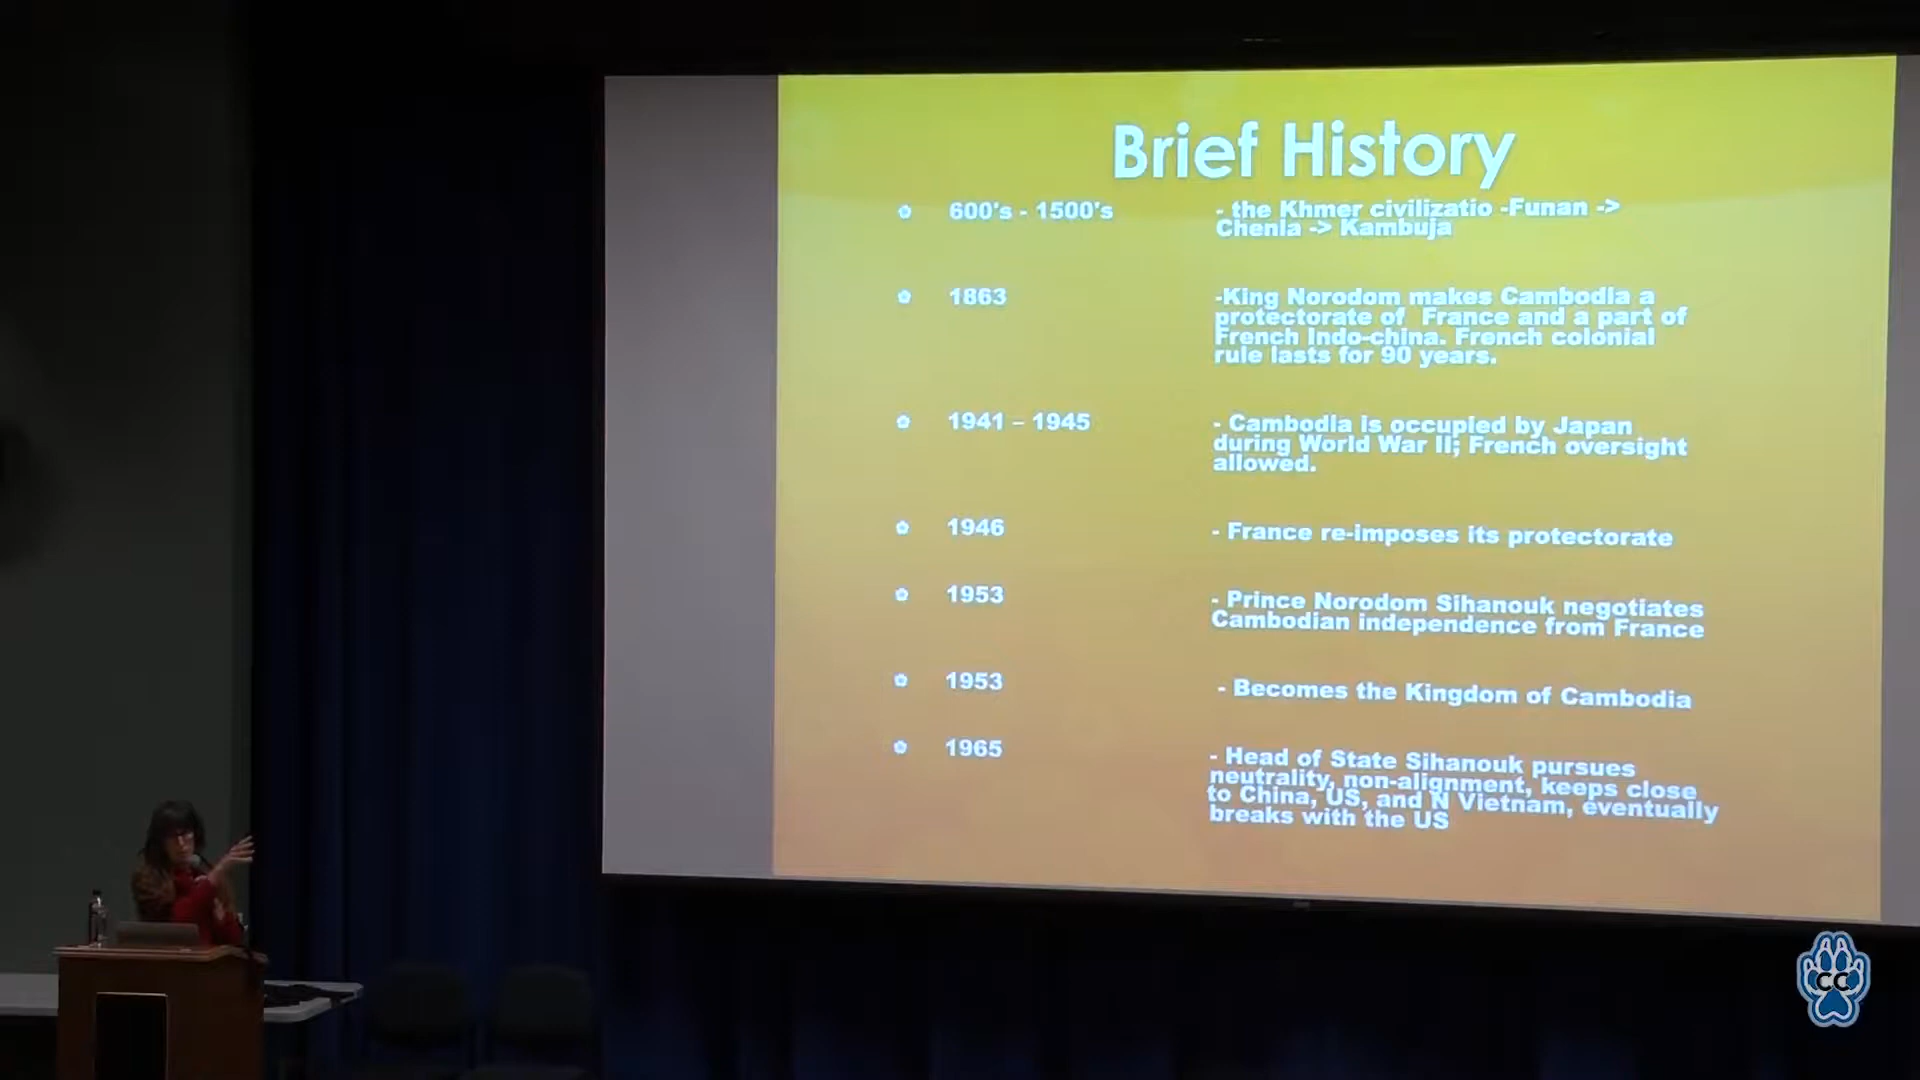 Brief History
600's - 1500's
- the Khmer civilizatio -Funan ->
Chenla -> Kambuja
1863
-King Norodom makes Cambodia a
protectorate of France and a part of
French Indo-china. French colonial
rule lasts for 90 years.
1941 – 1945
- Cambodia is occupied by Japan
during World War II; French oversight
allowed.
1946
- France re-imposes its protectorate
1953
- Prince Norodom Sihanouk negotiates
Cambodian independence from France
1953
- Becomes the Kingdom of Cambodia
1965
- Head of State Sihanouk pursues
neutrality, non-alignment, keeps close
to China, US, and N Vietnam, eventually
breaks with the US
CC